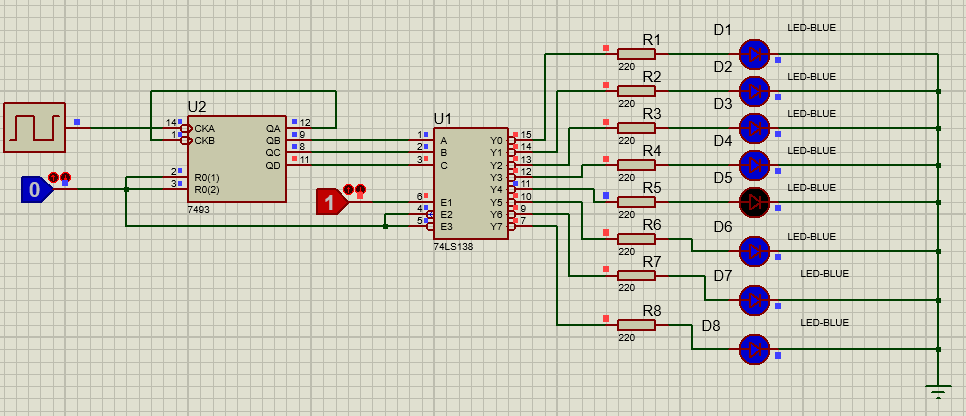 D1 LED-BLUE
R1
220
D2 LED-BLUE
R2
220
D3 LED-BLUE
R3
220
D4 LED-BLUE
R4
220
D5 LED-BLUE
R5
220
D6 LED-BLUE
R6
220
D7 LED-BLUE
R7
220
D8 LED-BLUE
R8
220
U2
14 CKA QA 12
1 CKB QB 9
QC 8
QD 11
2 R0(1)
3 R0(2)
7493
0
1
U1
1 A Y0 15
2 B Y1 14
3 C Y2 13
Y3 12
Y4 11
6 E1 Y5 10
4 E2 Y6 9
5 E3 Y7 7
74LS138